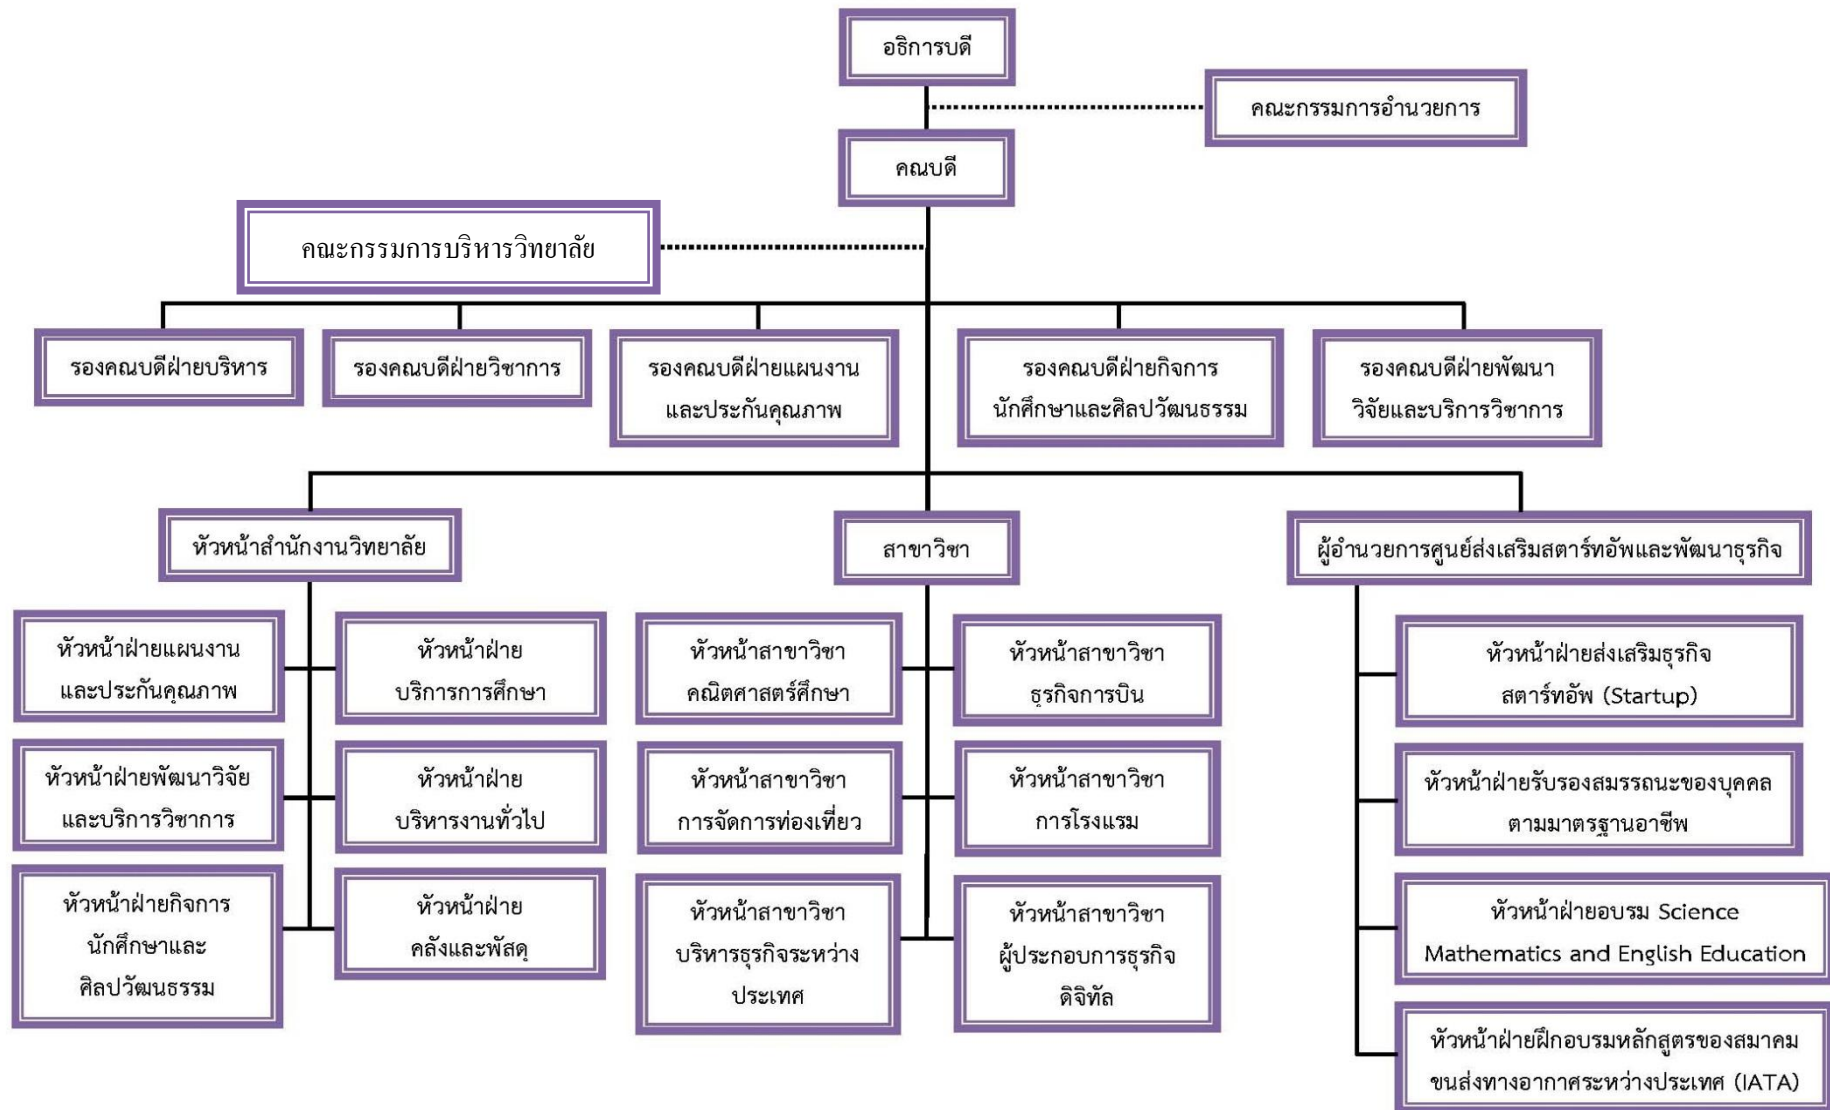 อธิการบดี
คณะกรรมการอำนวยการ
คณบดี
คณะกรรมการบริหารวิทยาลัย
รองคณบดีฝ่ายบริหาร
รองคณบดีฝ่ายวิชาการ
รองคณบดีฝ่ายแผนงาน
และประกันคุณภาพ
รองคณบดีฝ่ายกิจการ
นักศึกษาและศิลปวัฒนธรรม
รองคณบดีฝ่ายพัฒนา
วิจัยและบริการวิชาการ
หัวหน้าสำนักงานวิทยาลัย
สาขาวิชา
ผู้อำนวยการศูนย์ส่งเสริมสตาร์ทอัพและพัฒนาธุรกิจ
หัวหน้าฝ่ายแผนงาน
และประกันคุณภาพ
หัวหน้าฝ่าย
บริการการศึกษา
หัวหน้าฝ่ายพัฒนาวิจัย
และบริการวิชาการ
หัวหน้าฝ่าย
บริหารงานทั่วไป
หัวหน้าฝ่ายกิจการ
นักศึกษาและ
ศิลปวัฒนธรรม
หัวหน้าฝ่าย
คลังและพัสดุ
หัวหน้าสาขาวิชา
คณิตศาสตร์ศึกษา
หัวหน้าสาขาวิชา
ธุรกิจการบิน
หัวหน้าสาขาวิชา
การจัดการท่องเที่ยว
หัวหน้าสาขาวิชา
การโรงแรม
หัวหน้าสาขาวิชา
บริหารธุรกิจระหว่าง
ประเทศ
หัวหน้าสาขาวิชา
ผู้ประกอบการธุรกิจ
ดิจิทัล
หัวหน้าฝ่ายส่งเสริมธุรกิจ
สตาร์ทอัพ (Startup)
หัวหน้าฝ่ายรับรองสมรรถนะของบุคคล
ตามมาตรฐานอาชีพ
หัวหน้าฝ่ายอบรม Science
Mathematics and English Education
หัวหน้าฝ่ายฝึกอบรมหลักสูตรของสมาคม
ขนส่งทางอากาศระหว่างประเทศ (IATA)